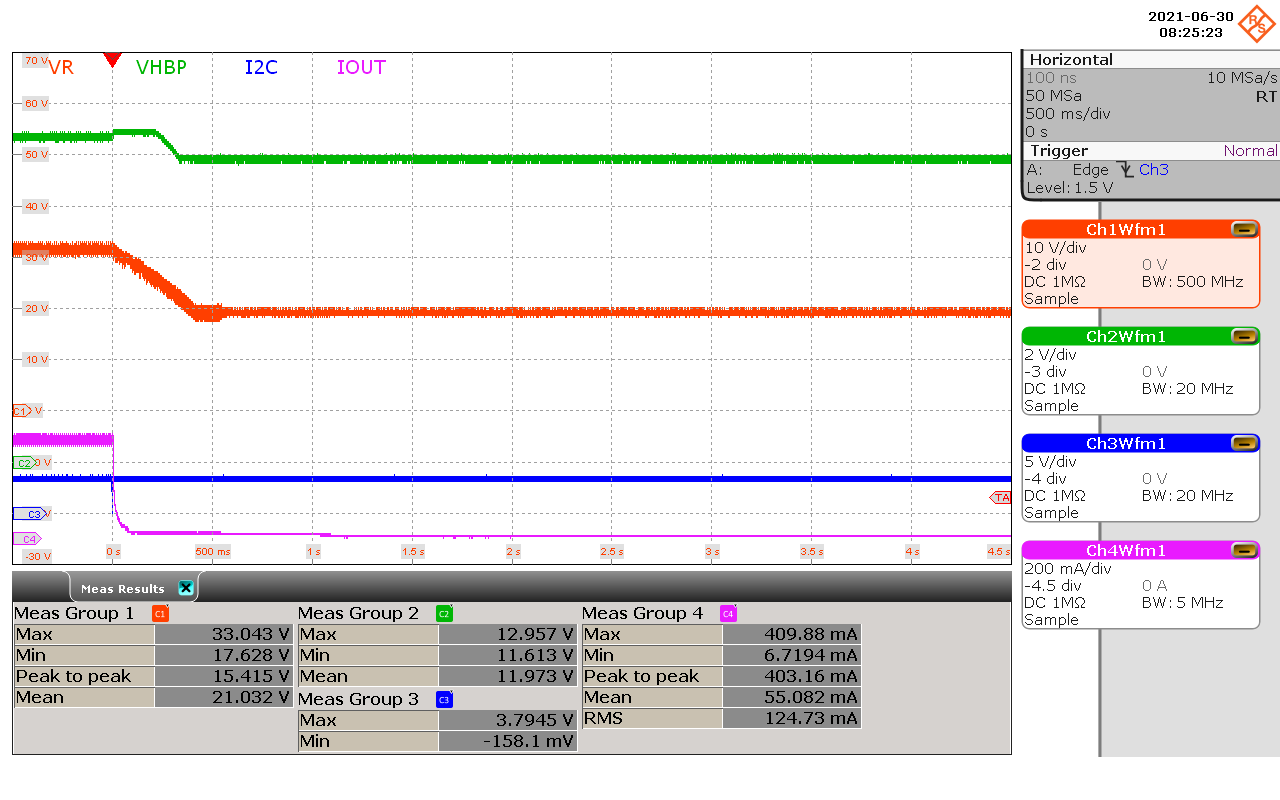 2021-06-30
08:25:23
R&S
VR VHBP I2C IOUT
70 V
60 V
50 V
40 V
30 V
20 V
10 V
C1 V
C2 0 V
C3 V
C4
TA
-30 V
0 s 500 ms 1 s 1.5 s 2 s 2.5 s 3 s 3.5 s 4 s 4.5 s
Horizontal
100 ns 10 MSa/s
50 MSa RT
500 ms/div
0 s
Trigger Normal
A: Edge Ch3
Level: 1.5 V
Ch1Wfm1
10 V/div
-2 div 0 V
DC 1MΩ BW: 500 MHz
Sample
Ch2Wfm1
2 V/div
-3 div 0 V
DC 1MΩ BW: 20 MHz
Sample
Ch3Wfm1
5 V/div
-4 div 0 V
DC 1MΩ BW: 20 MHz
Sample
Ch4Wfm1
200 mA/div
-4.5 div 0 A
DC 1MΩ BW: 5 MHz
Sample
Meas Results
Meas Group 1 C1
Max 33.043 V
Min 17.628 V
Peak to peak 15.415 V
Mean 21.032 V
Meas Group 2 C2
Max 12.957 V
Min 11.613 V
Mean 11.973 V
Meas Group 3 C3
Max 3.7945 V
Min -158.1 mV
Meas Group 4 C4
Max 409.88 mA
Min 6.7194 mA
Peak to peak 403.16 mA
Mean 55.082 mA
RMS 124.73 mA